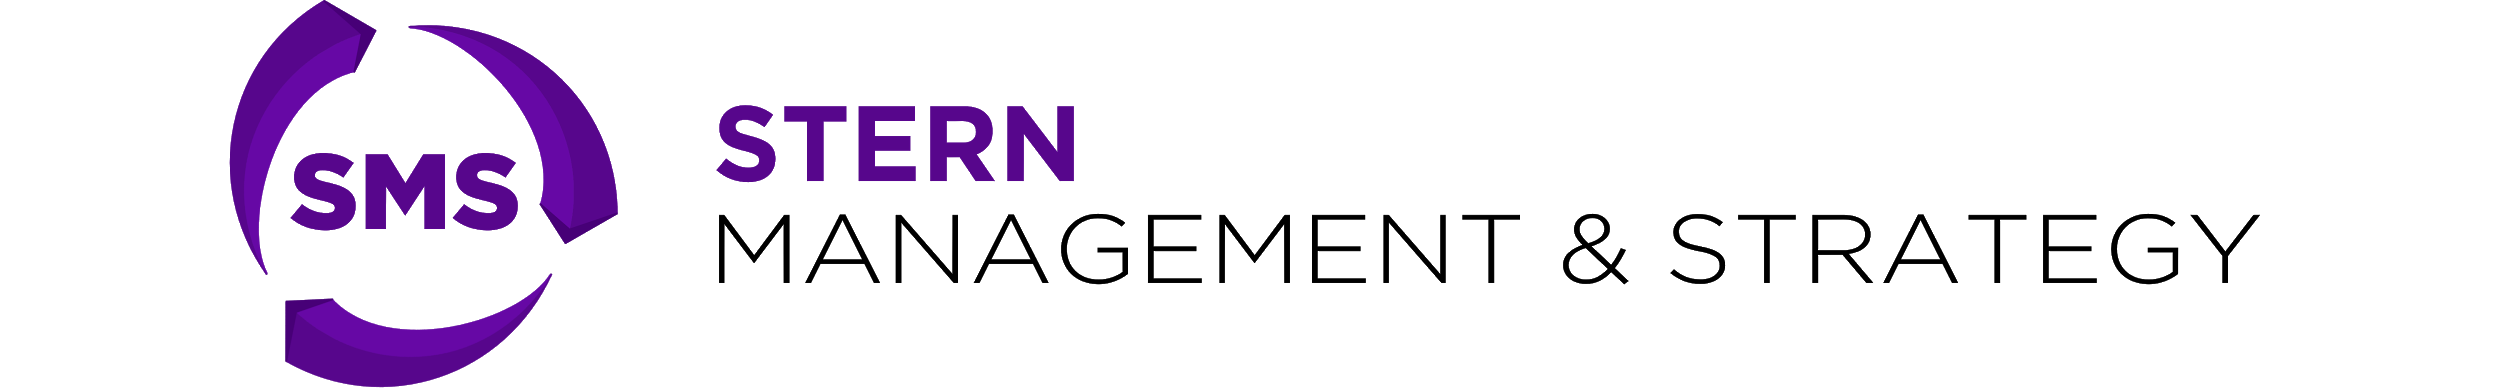 SMS
STERN
MANAGEMENT & STRATEGY